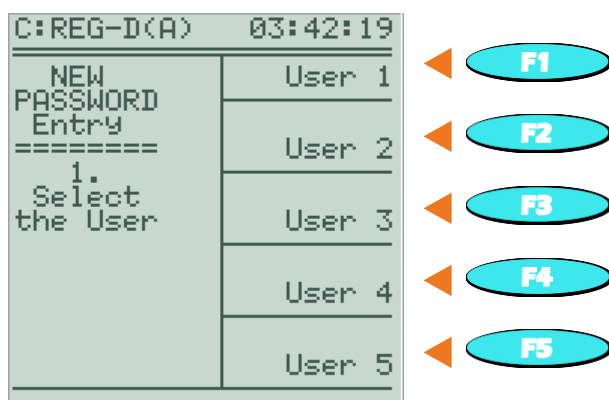 C:REG-D(A) 03:42:19
NEW
PASSWORD
Entry
========
1.
Select
the User
User 1
User 2
User 3
User 4
User 5
F1
F2
F3
F4
F5